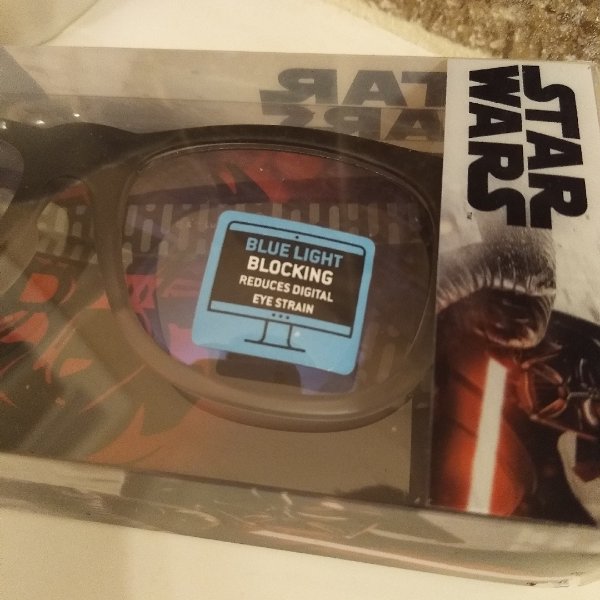 STAR
WARS
BLUE LIGHT
BLOCKING
REDUCES DIGITAL
EYE STRAIN